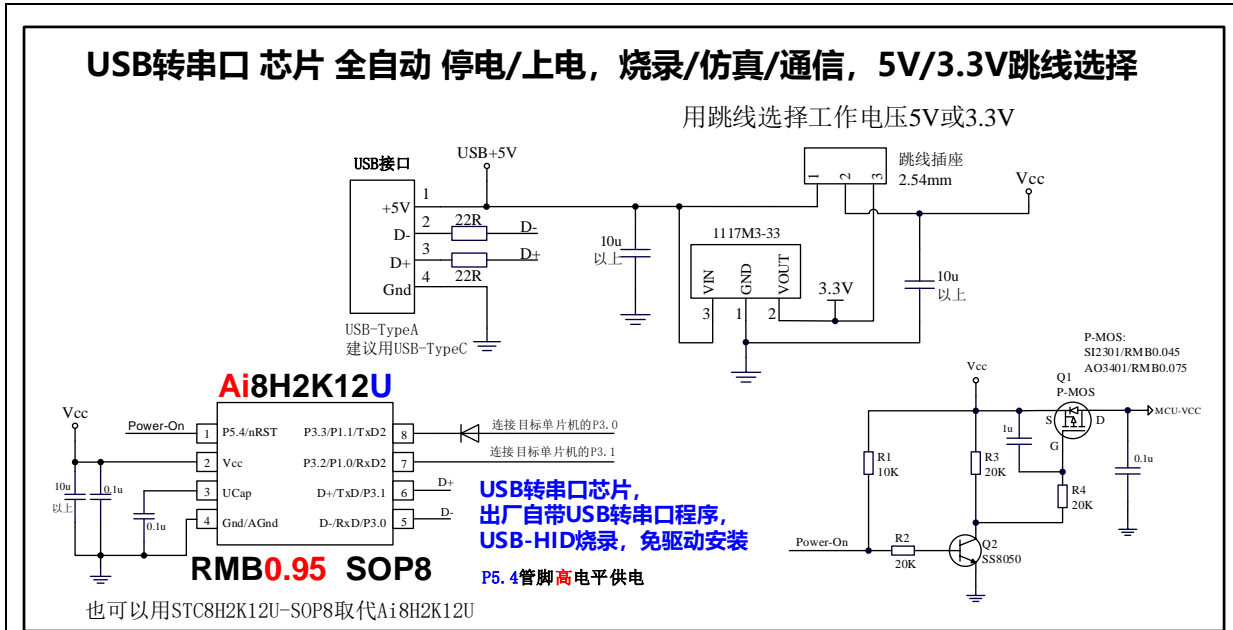 USB转串口 芯片 全自动 停电/上电，烧录/仿真/通信，5V/3.3V跳线选择
用跳线选择工作电压5V或3.3V
USB接口
USB+5V
+5V
1
D-
2
22R
D-
D+
3
22R
D+
Gnd
4
USB-TypeA
建议用USB-TypeC
10u
以上
1
2
3
跳线插座
2.54mm
Vcc
1117M3-33
VIN
GND
VOUT
3
1
2
3.3V
10u
以上
Ai8H2K12U
Vcc
Power-On
10u
以上
0.1u
0.1u
1
P5.4/nRST
2
Vcc
3
UCap
4
Gnd/AGnd
P3.3/P1.1/TxD2
8
P3.2/P1.0/RxD2
7
D+/TxD/P3.1
6
D-/RxD/P3.0
5
连接目标单片机的P3.0
连接目标单片机的P3.1
D+
D-
RMB0.95 SOP8
也可以用STC8H2K12U-SOP8取代Ai8H2K12U
USB转串口芯片，
出厂自带USB转串口程序，
USB-HID烧录，免驱动安装
P5.4管脚高电平供电
P-MOS:
SI2301/RMB0.045
AO3401/RMB0.075
Vcc
Q1
P-MOS
S
D
G
MCU-VCC
1u
0.1u
R1
10K
R3
20K
R4
20K
Power-On
R2
20K
Q2
SS8050